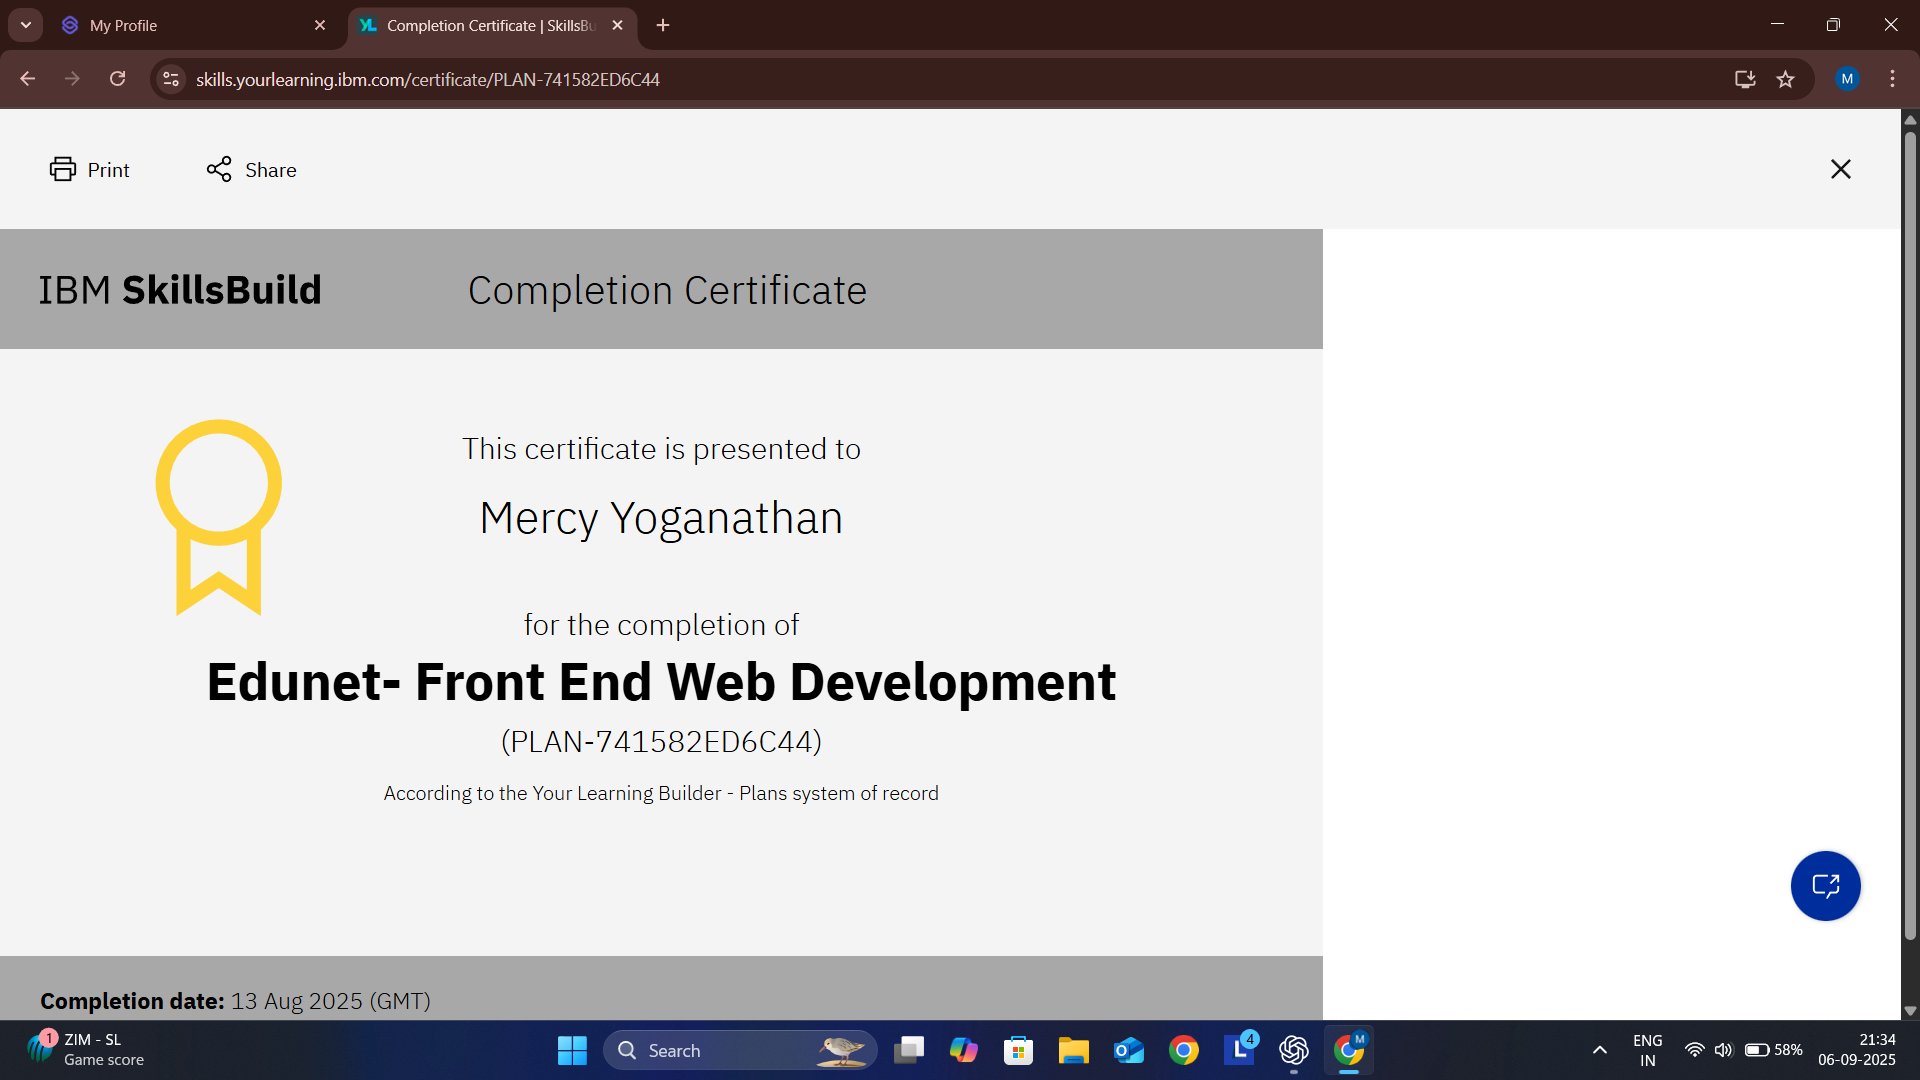 My Profile
Completion Certificate | SkillsBu
skills.yourlearning.ibm.com/certificate/PLAN-741582ED6C44
M
Print
Share
IBM SkillsBuild
Completion Certificate
This certificate is presented to
Mercy Yoganathan
for the completion of
Edunet- Front End Web Development
(PLAN-741582ED6C44)
According to the Your Learning Builder - Plans system of record
Completion date: 13 Aug 2025 (GMT)
1
ZIM - SL
Game score
Search
4
M
ENG
IN
58%
21:34
06-09-2025